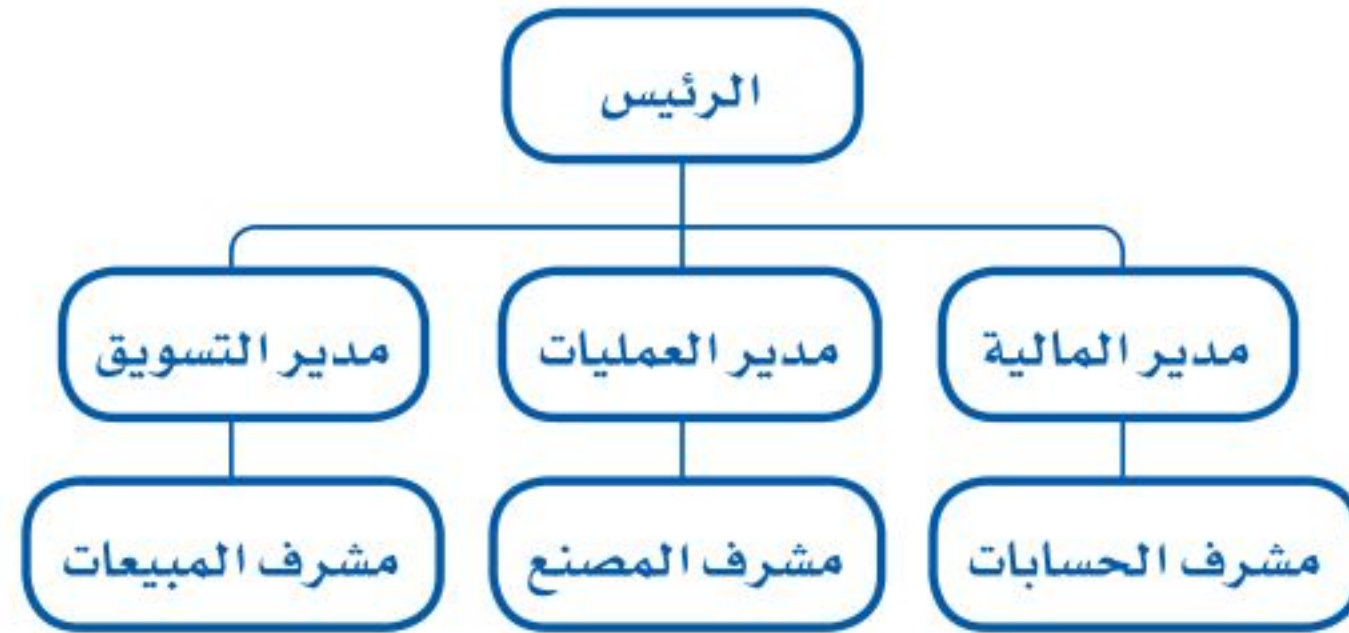 الرئيس
مدير المالية
مدير العمليات
مدير التسويق
مشرف الحسابات
مشرف المصنع
مشرف المبيعات